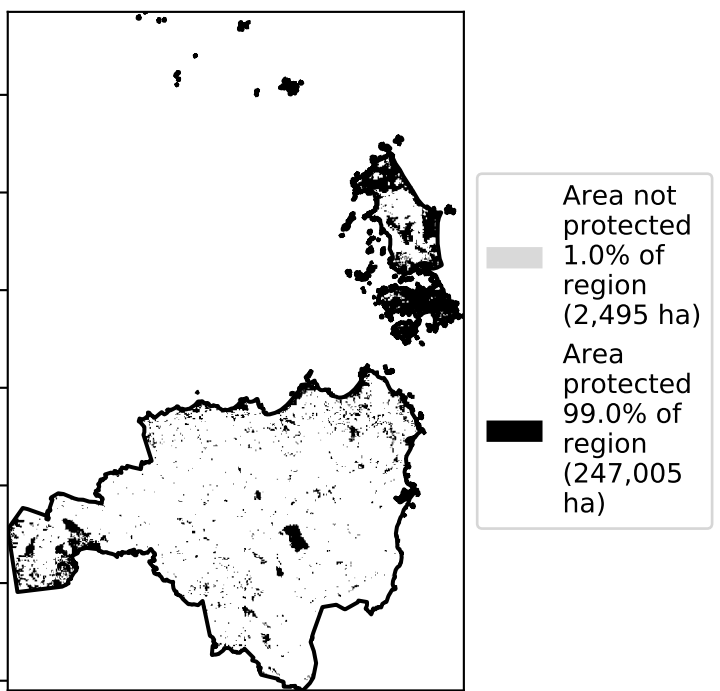 Area not
protected
1.0% of
region
(2,495 ha)
Area
protected
99.0% of
region
(247,005
ha)